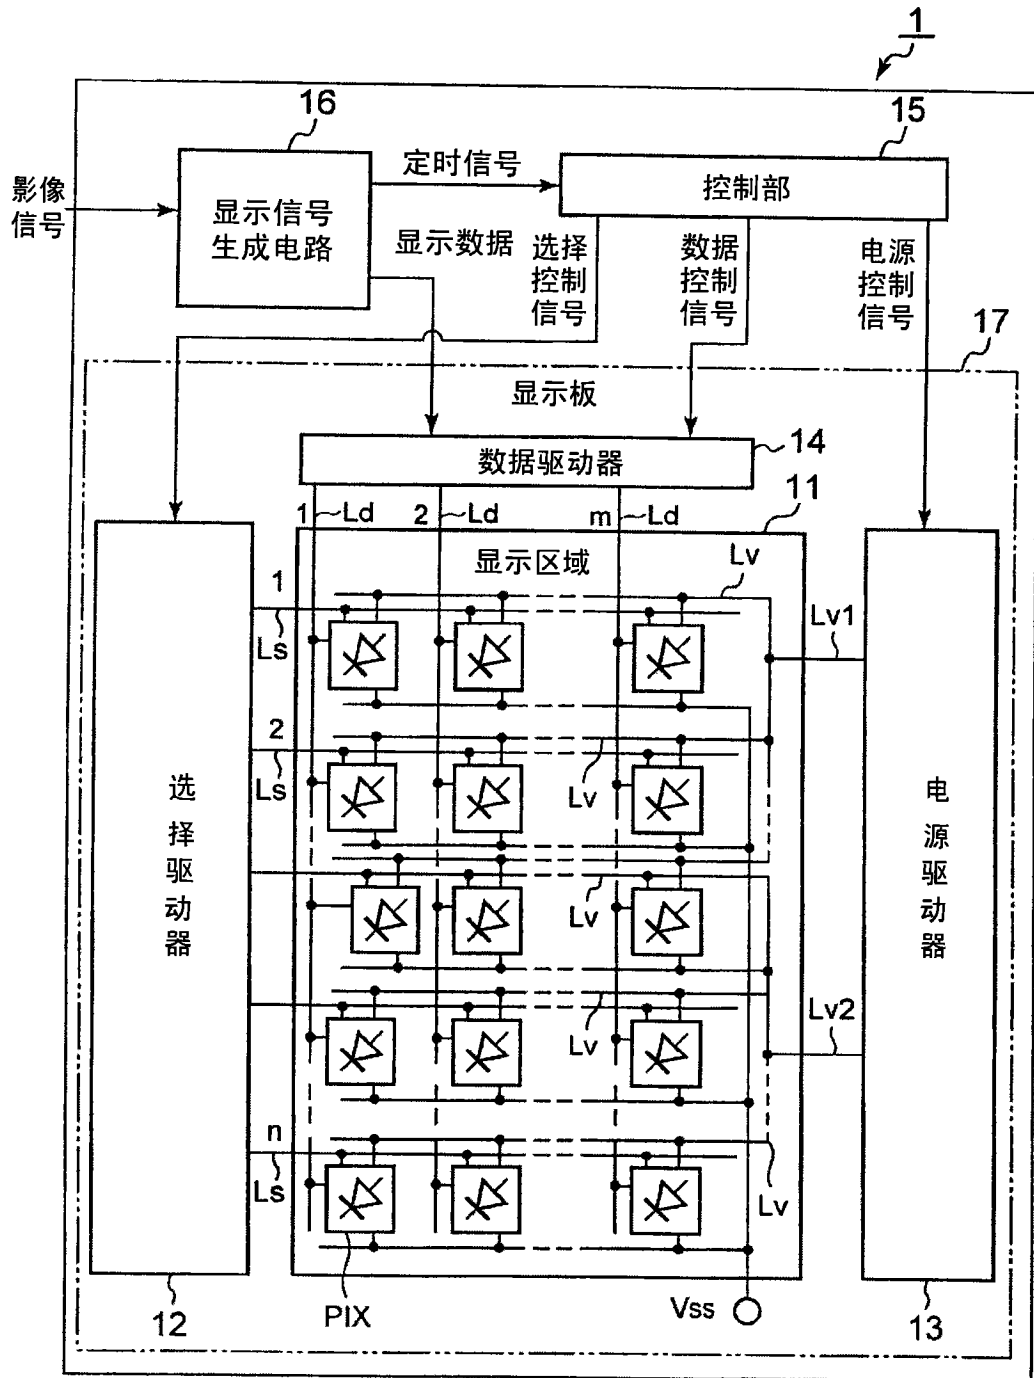 1
16
15
定时信号
控制部
影像
信号
显示信号
生成电路
显示数据
选择
控制
信号
数据
控制
信号
电源
控制
信号
17
显示板
14
数据驱动器
11
1 Ld
2 Ld
m Ld
显示区域
Lv
1
Ls
Lv1
2
Ls
Lv
选择驱动器
电源驱动器
Lv
Lv
Lv2
n
Ls
Lv
12
PIX
Vss
13